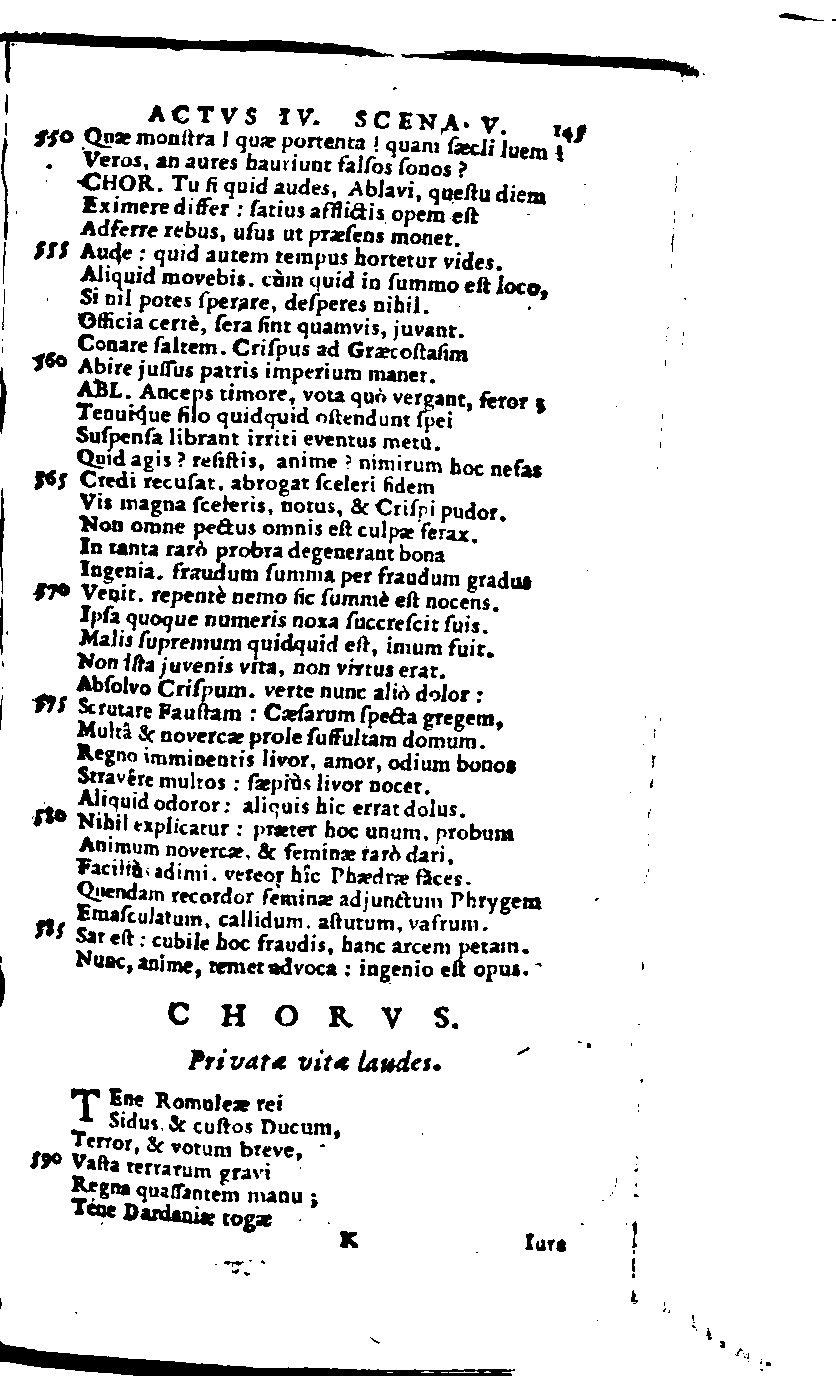 ACTVS IV. SCENA. V. 145
550 Quæ monſtra ! quæ portenta ! quam ſæcli luem !
Veros, an aures hauriunt falſos ſonos ?
CHOR. Tu ſi quid audes, Ablavi, queſtu diem
Eximere differ : ſatius afflictis opem eſt
Adferre rebus, uſus ut præſens monet.
555 Aude : quid autem tempus hortetur vides.
Aliquid movebis. cùm quid in ſummo eſt loco,
Si nil potes ſperare, deſperes nihil.
Officia certè, ſera ſint quamvis, juvant.
Conare ſaltem. Criſpus ad Græcoſtaſim
560 Abire juſſus patris imperium manet.
ABL. Anceps timore, vota quò vergant, feror ;
Tenuique filo quidquid oſtendunt ſpei
Suſpenſa librant irriti eventus metu.
Quid agis ? reſiſtis, anime ? nimirum hoc nefas
565 Credi recuſat. abrogat ſceleri fidem
Vis magna ſceleris, notus, & Criſpi pudor.
Non omne pectus omnis eſt culpæ ferax.
In tanta rarò probra degenerant bona
Ingenia. fraudum ſumma per fraudum gradus
570 Venit. repentè nemo ſic ſummè eſt nocens.
Ipſa quoque numeris noxa ſuccreſcit ſuis.
Malis ſupremum quidquid eſt, imum fuit.
Non iſta juvenis vita, non virtus erat.
Abſolvo Criſpum. verte nunc aliò dolor :
575 Scrutare Fauſtam : Cæſarum ſpecta gregem,
Multâ & novercæ prole ſuffultam domum.
Regno imminentis livor, amor, odium bonos
Stravêre multos : ſæpiùs livor nocet.
Aliquid odoror : aliquis hic errat dolus.
580 Nihil explicatur : præter hoc unum, probum
Animum novercæ, & feminæ rarò dari,
Facilè adimi. vereor hîc Phædræ faces.
Quendam recordor feminæ adjunctum Phrygem
Emaſculatum, callidum, aſtutum, vafrum.
585 Sat eſt : cubile hoc fraudis, hanc arcem petam.
Nunc, anime, temet advoca : ingenio eſt opus.
CHORVS.
Privatæ vitæ laudes.
TEne Romuleæ rei
Sidus, & cuſtos Ducum,
Terror, & votum breve,
590 Vaſta terrarum gravi
Regna quaſſantem manu ;
Tene Dardaniæ togæ
K Iura